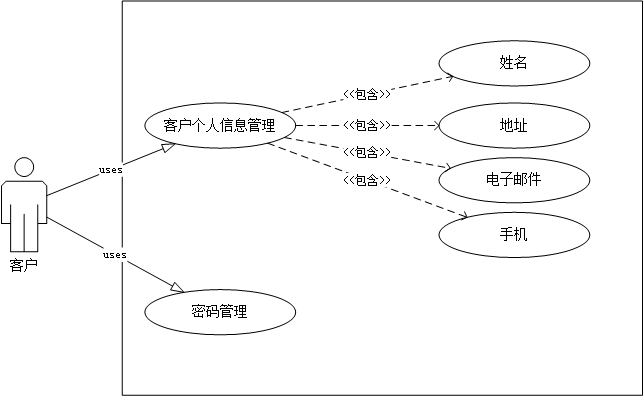 姓名
<<包含>>
客户个人信息管理
<<包含>>
地址
uses
<<包含>>
电子邮件
<<包含>>
手机
客户
uses
密码管理